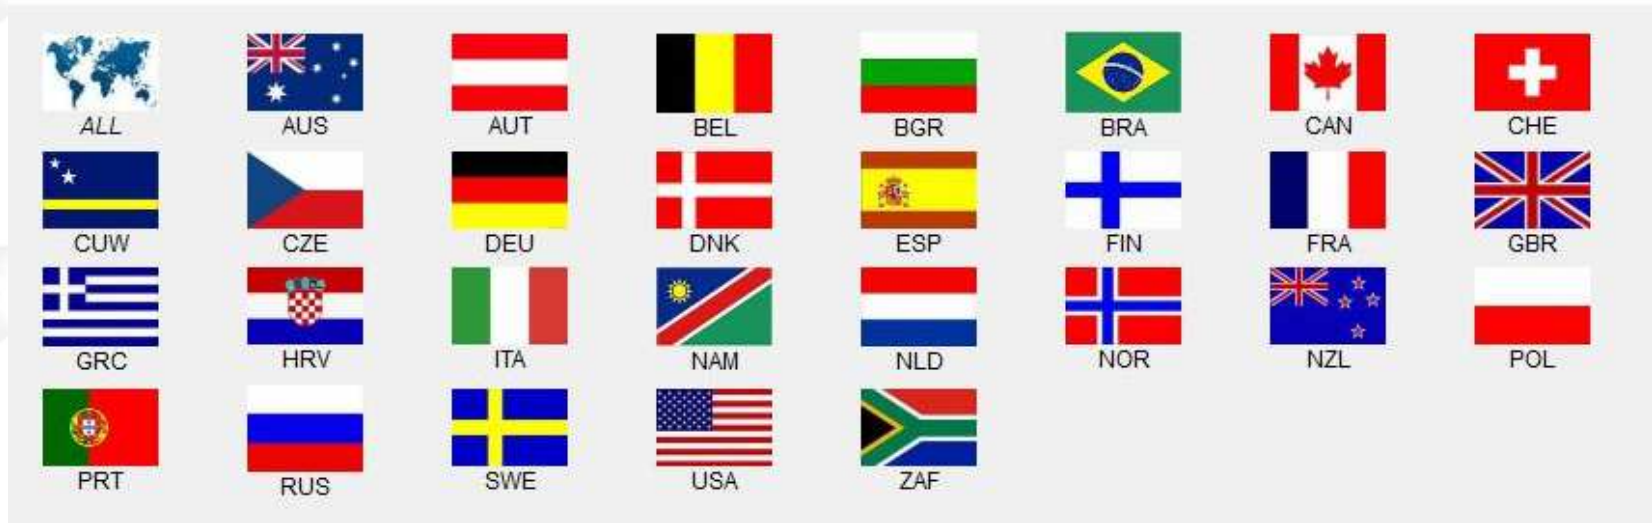 ALL AUS AUT BEL BGR BRA CAN CHE
CUW CZE DEU DNK ESP FIN FRA GBR
GRC HRV ITA NAM NLD NOR NZL POL
PRT RUS SWE USA ZAF